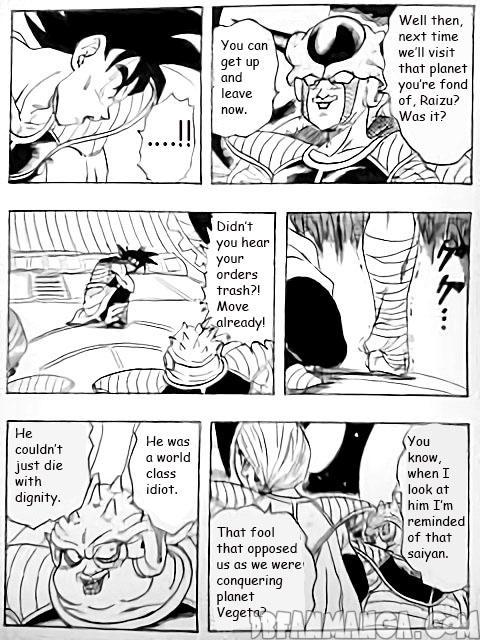 Well then,
next time
we'll visit
that planet
you're fond
of, Raizu?
Was it?
You can
get up
and
leave
now.
.....!!
ザ
ザ
...
Didn't
you hear
your
orders
trash?!
Move
already!
You
know,
when I
look at
him I'm
reminded
of that
saiyan.
That fool
that opposed
us as we were
conquering
planet
Vegeta?
He was
a world
class
idiot.
He
couldn't
just die
with
dignity.
DBEANMANGA.COM